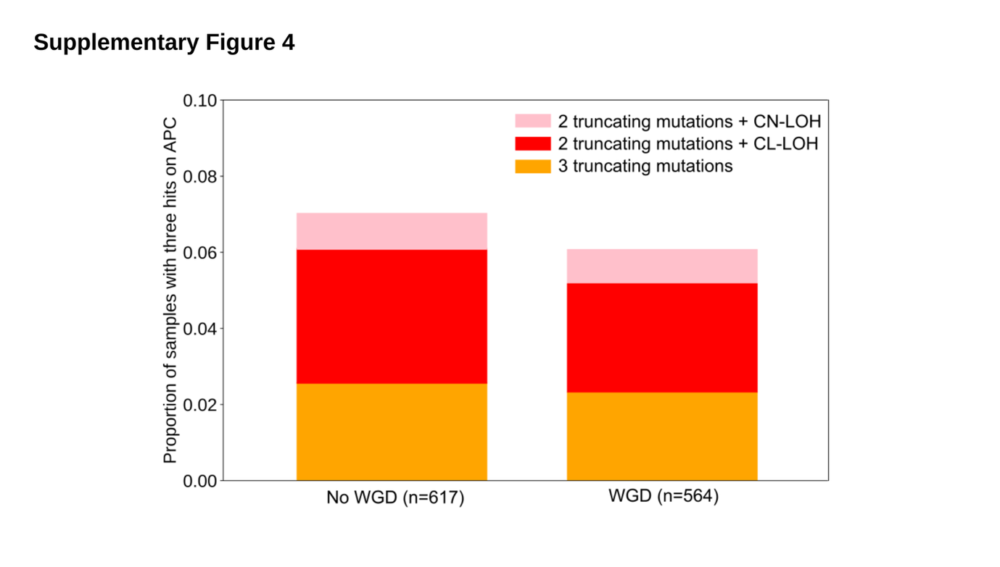 Supplementary Figure 4
Proportion of samples with three hits on APC
0.10
0.08
0.06
0.04
0.02
0.00
2 truncating mutations + CN-LOH
2 truncating mutations + CL-LOH
3 truncating mutations
No WGD (n=617)
WGD (n=564)